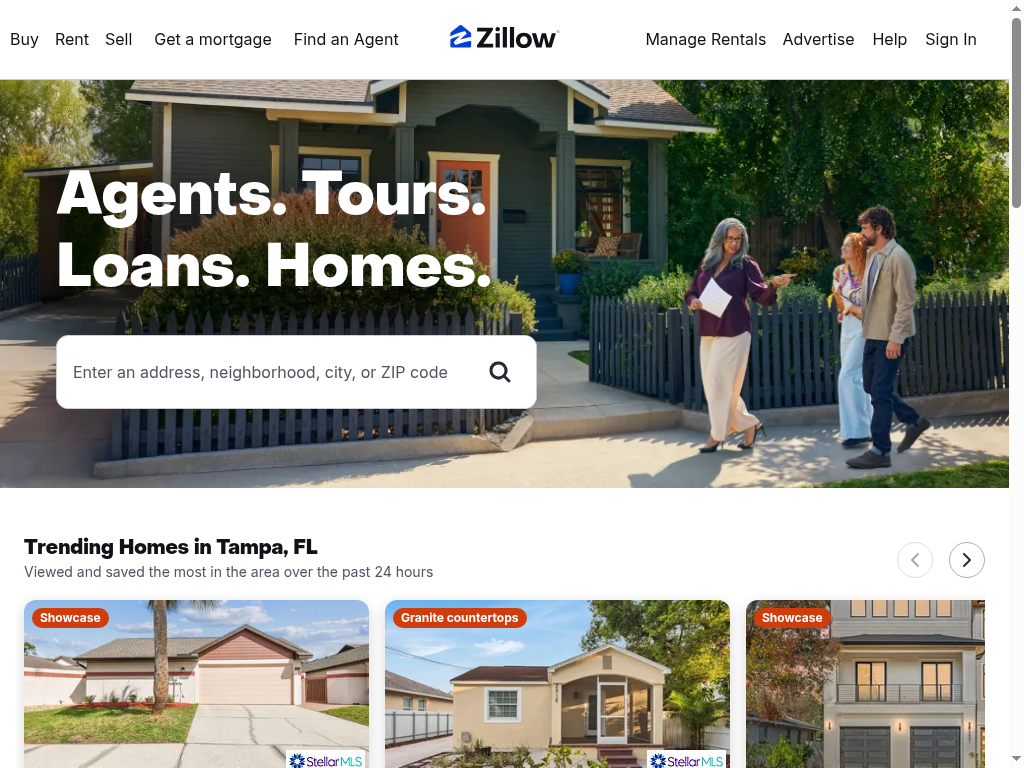 Buy Rent Sell Get a mortgage Find an Agent Zillow Manage Rentals Advertise Help Sign In
Agents. Tours.
Loans. Homes.
Enter an address, neighborhood, city, or ZIP code
Trending Homes in Tampa, FL
Viewed and saved the most in the area over the past 24 hours
Showcase Granite countertops Showcase
StellarMLS StellarMLS